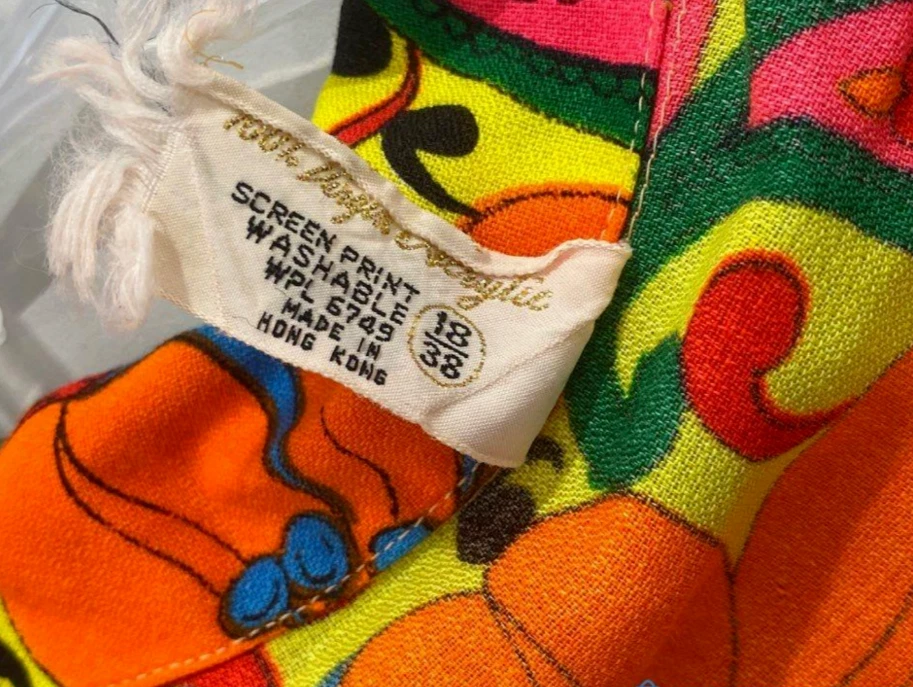 100%
SCREEN PRINT
WASHABLE
WPL 6749
MADE IN
HONG KONG
18
38